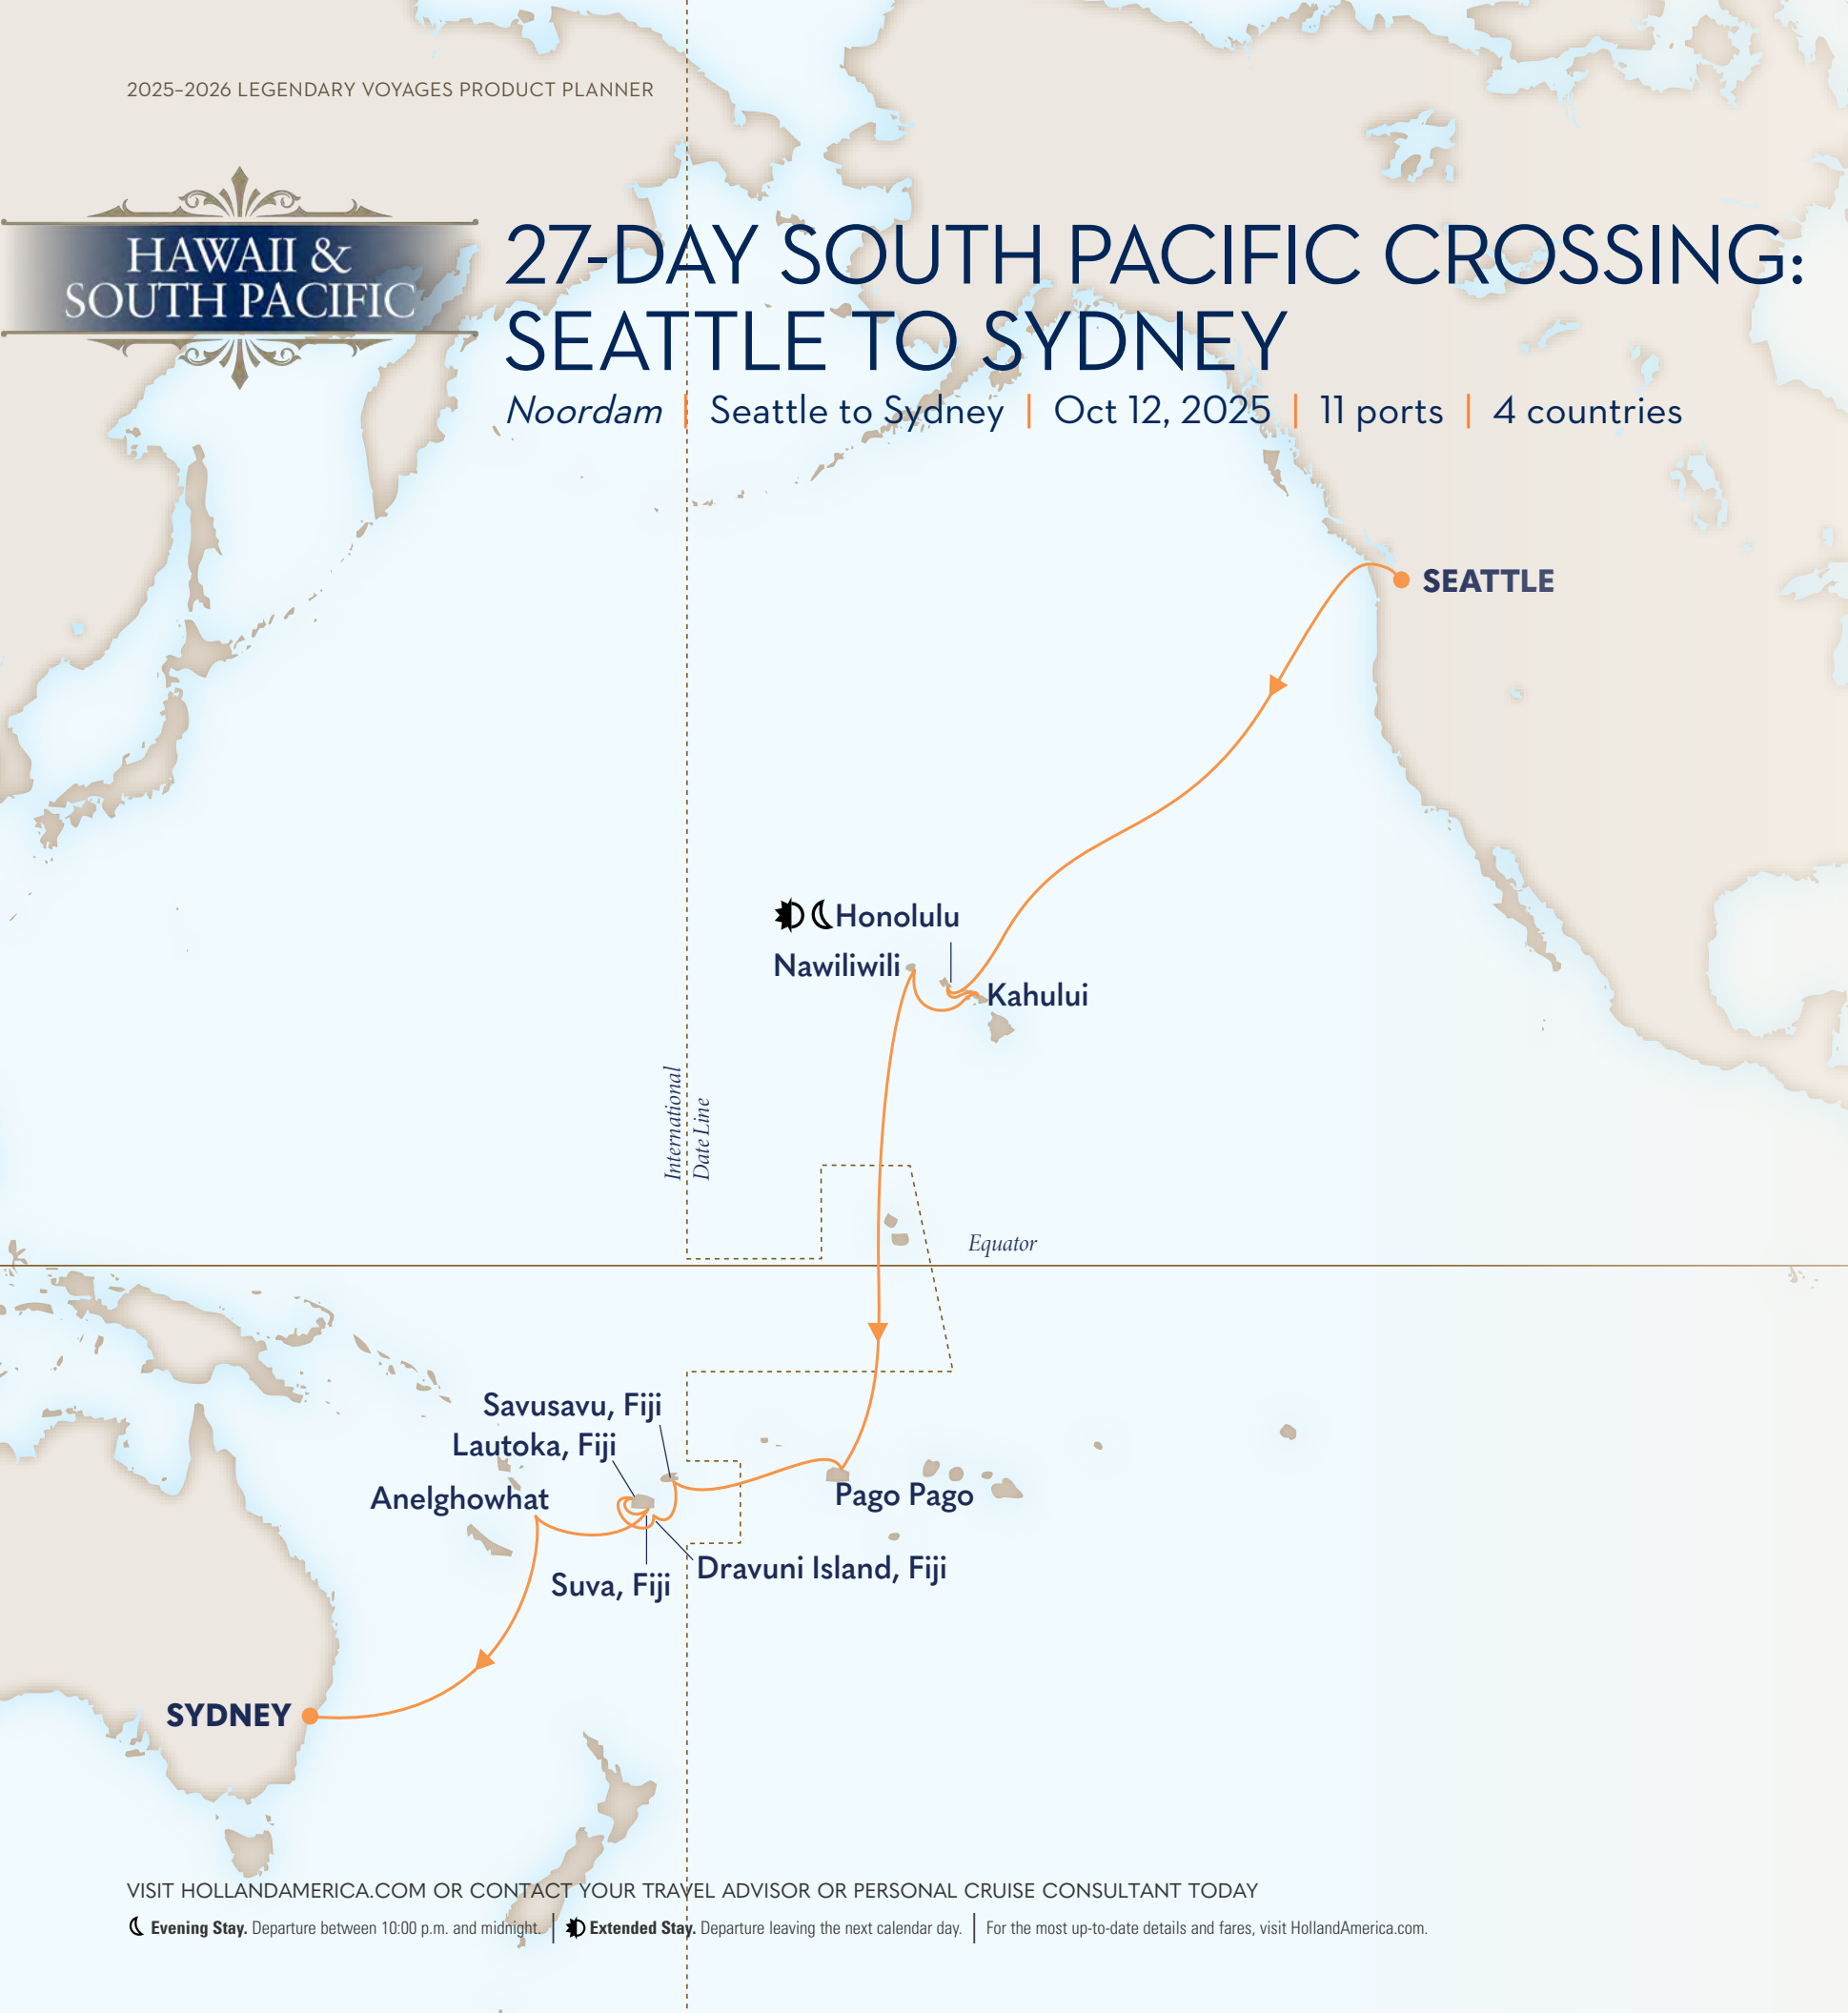 2025–2026 LEGENDARY VOYAGES PRODUCT PLANNER
HAWAII &
SOUTH PACIFIC
27-DAY SOUTH PACIFIC CROSSING:
SEATTLE TO SYDNEY
Noordam | Seattle to Sydney | Oct 12, 2025 | 11 ports | 4 countries
SEATTLE
Honolulu
Nawiliwili
Kahului
International
Date Line
Equator
Savusavu, Fiji
Lautoka, Fiji
Anelghowhat
Pago Pago
Dravuni Island, Fiji
Suva, Fiji
SYDNEY
VISIT HOLLANDAMERICA.COM OR CONTACT YOUR TRAVEL ADVISOR OR PERSONAL CRUISE CONSULTANT TODAY
Evening Stay. Departure between 10:00 p.m. and midnight. | Extended Stay. Departure leaving the next calendar day. | For the most up-to-date details and fares, visit HollandAmerica.com.